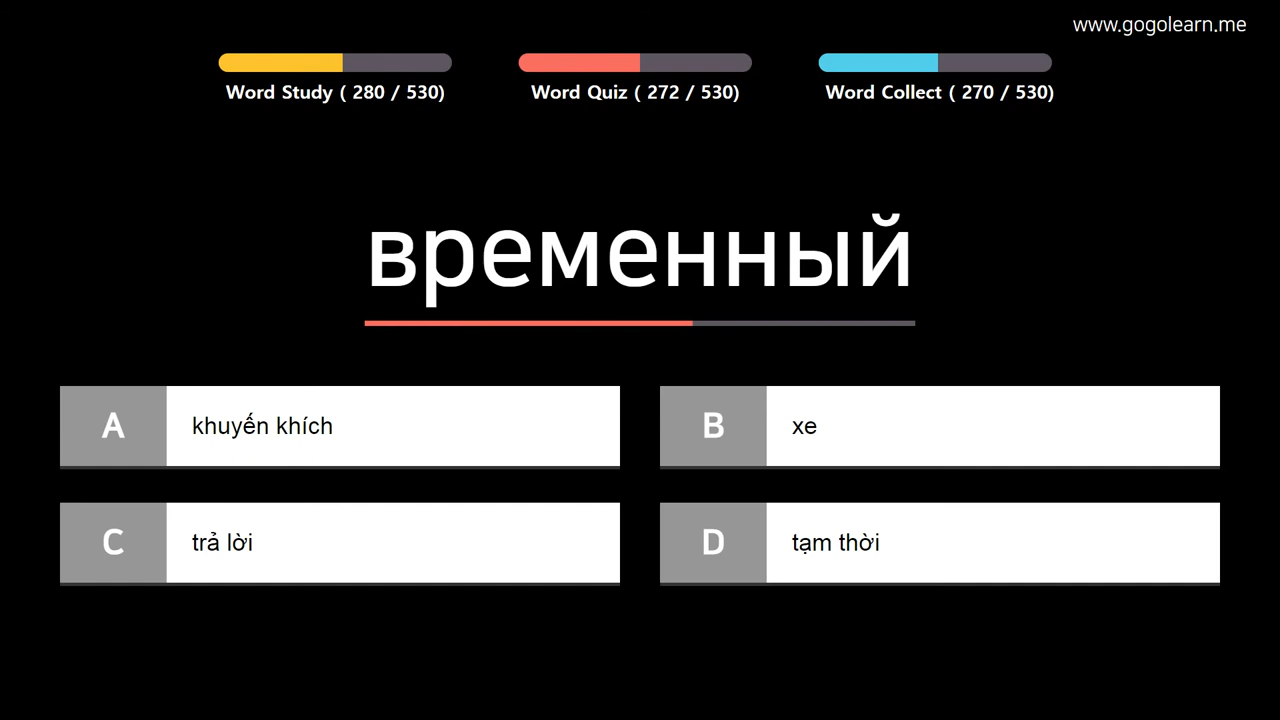 www.gogolearn.me
Word Study ( 280 / 530)
Word Quiz ( 272 / 530)
Word Collect ( 270 / 530)
временный
A khuyến khích
B xe
C trả lời
D tạm thời